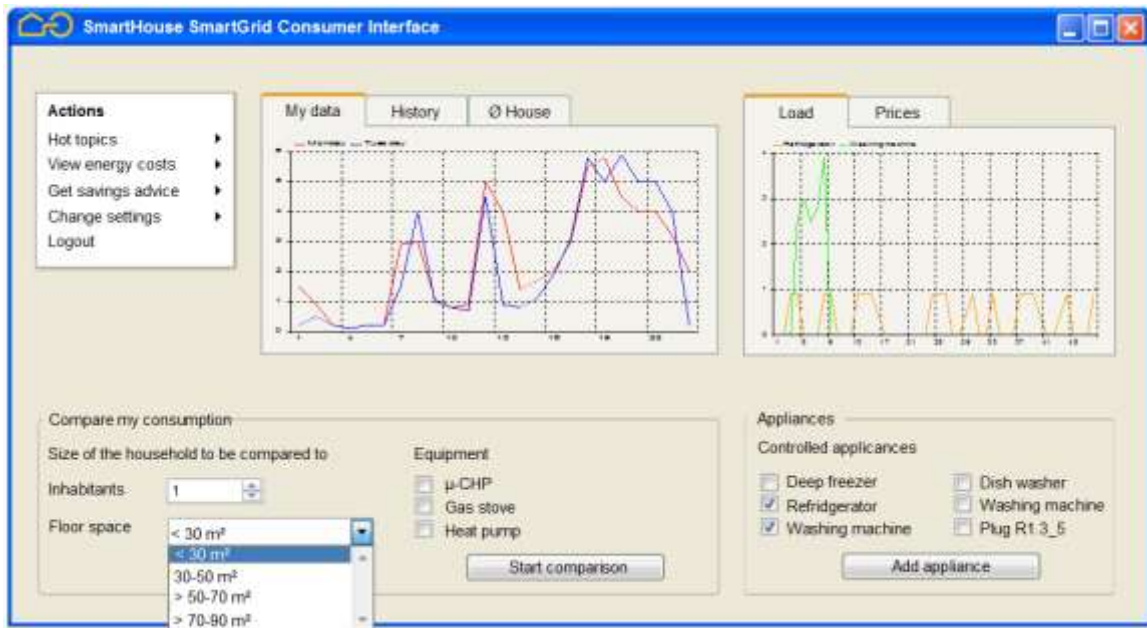 SmartHouse SmartGrid Consumer Interface
Actions
Hot topics
View energy costs
Get savings advice
Change settings
Logout
My data
History
Ø House
Load
Prices
Refridgerator
Washing machine
Compare my consumption
Size of the household to be compared to
Inhabitants
1
Floor space
< 30 m²
< 30 m²
30-50 m²
> 50-70 m²
> 70-90 m²
Equipment
µ-CHP
Gas stove
Heat pump
Start comparison
Appliances
Controlled applicances
Deep freezer
Refridgerator
Washing machine
Dish washer
Washing machine
Plug R1.3_5
Add appliance